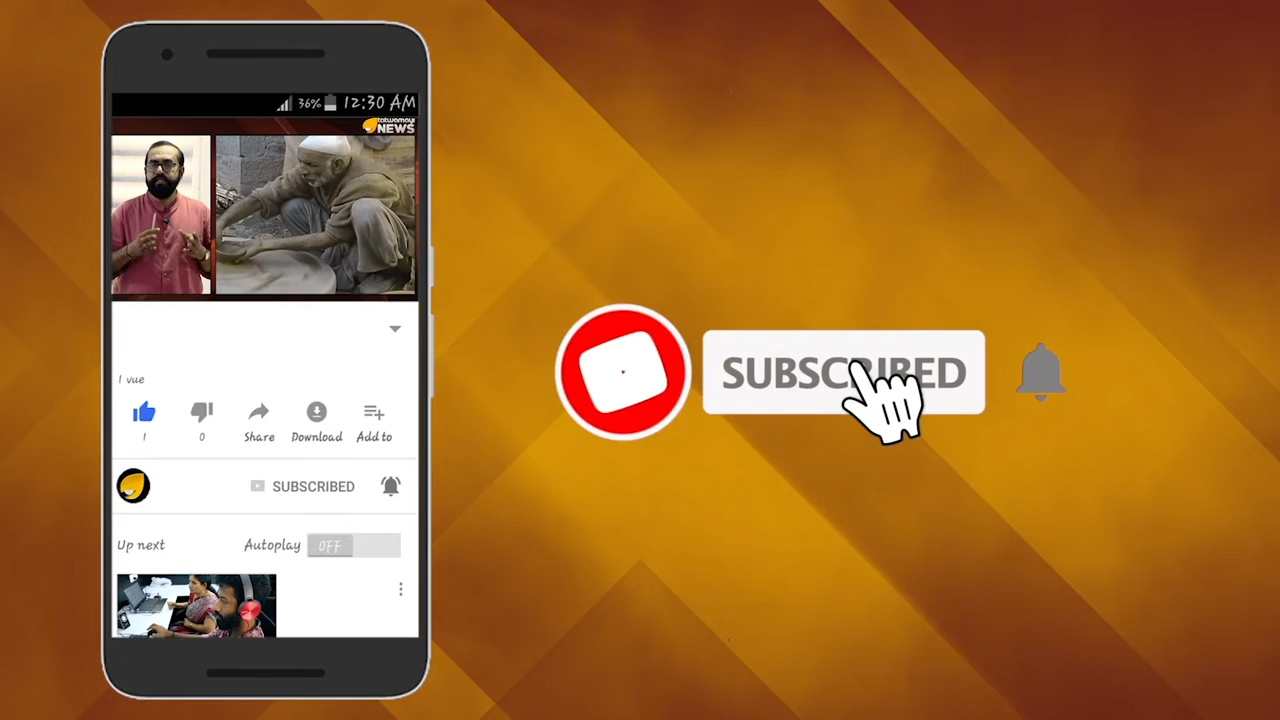 36% 12:30 AM
tatwamayi
NEWS
1 vue
1
0
Share
Download
Add to
SUBSCRIBED
Up next
Autoplay
OFF
SUBSCRIBED